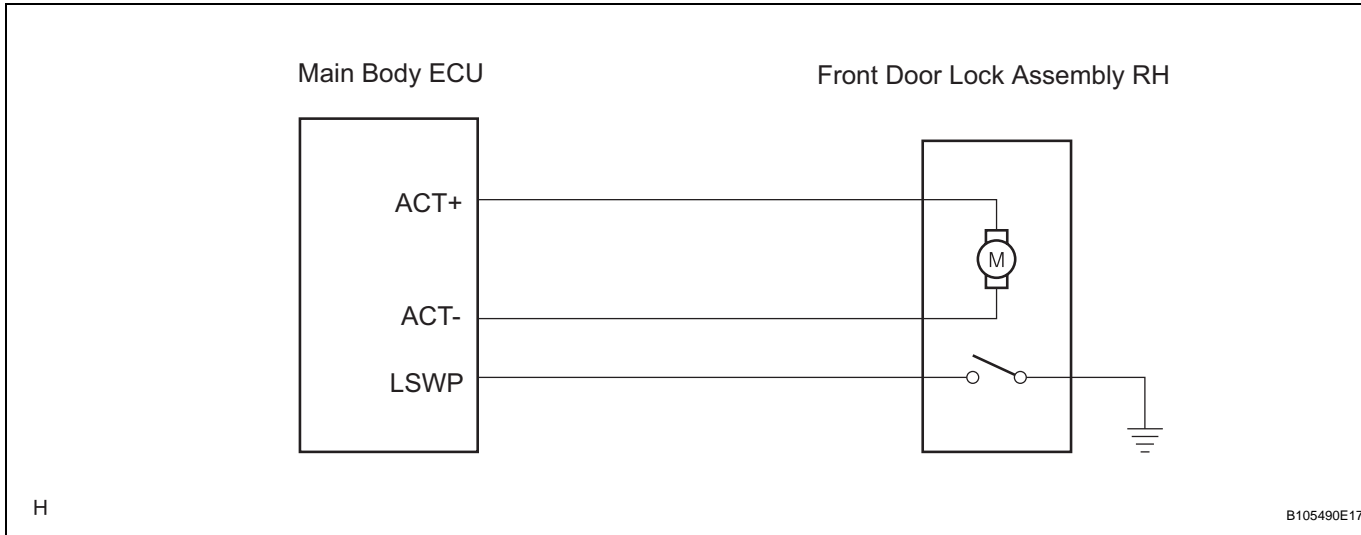 Main Body ECU
Front Door Lock Assembly RH
ACT+
M
ACT-
LSWP
H
B105490E17